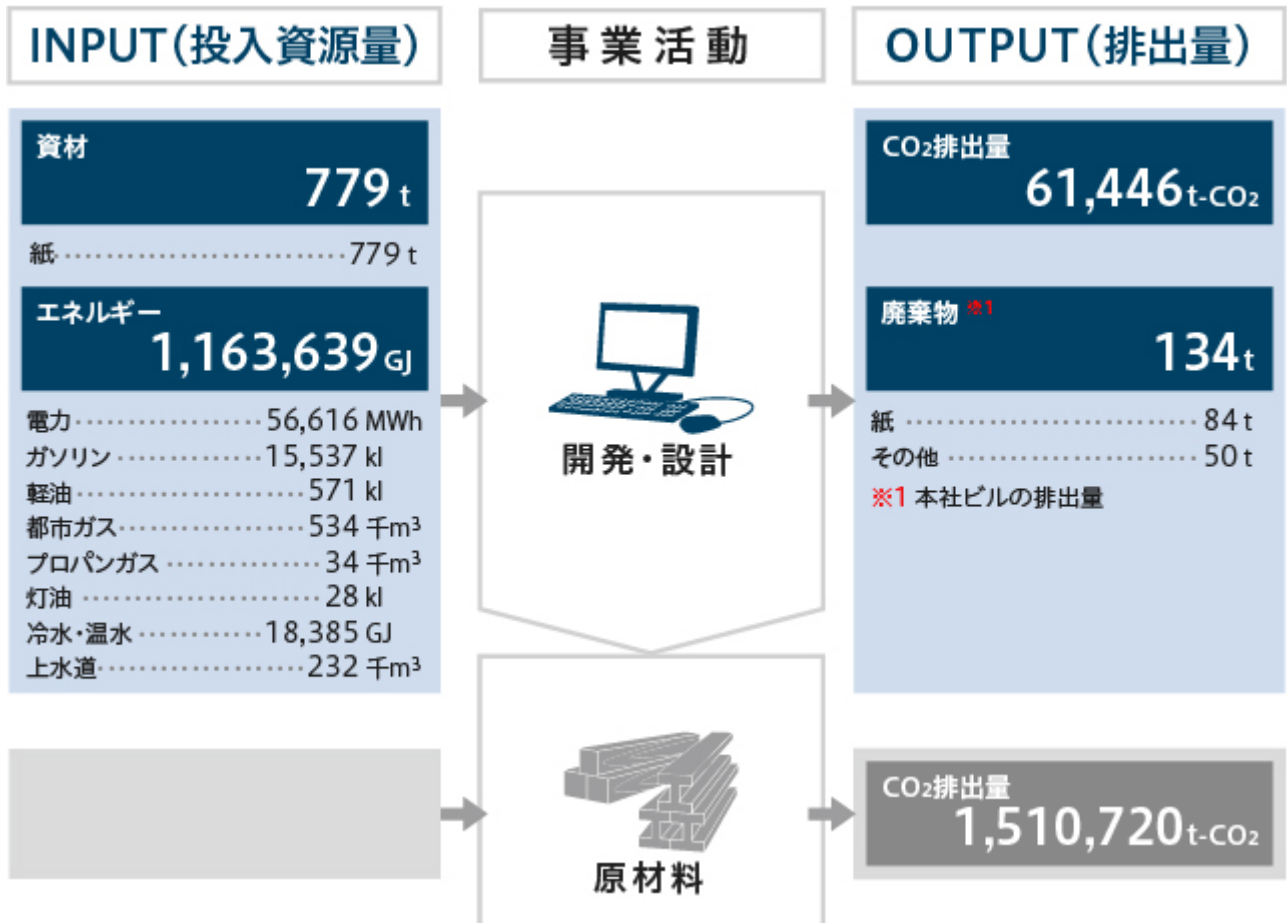 INPUT(投入資源量)
事業活動
OUTPUT(排出量)
資材
779 t
紙 779 t
エネルギー
1,163,639 GJ
電力 56,616 MWh
ガソリン 15,537 kl
軽油 571 kl
都市ガス 534 千m³
プロパンガス 34 千m³
灯油 28 kl
冷水・温水 18,385 GJ
上水道 232 千m³
開発・設計
CO₂排出量
61,446 t-CO₂
廃棄物 ※1
134 t
紙 84 t
その他 50 t
※1 本社ビルの排出量
原材料
CO₂排出量
1,510,720 t-CO₂